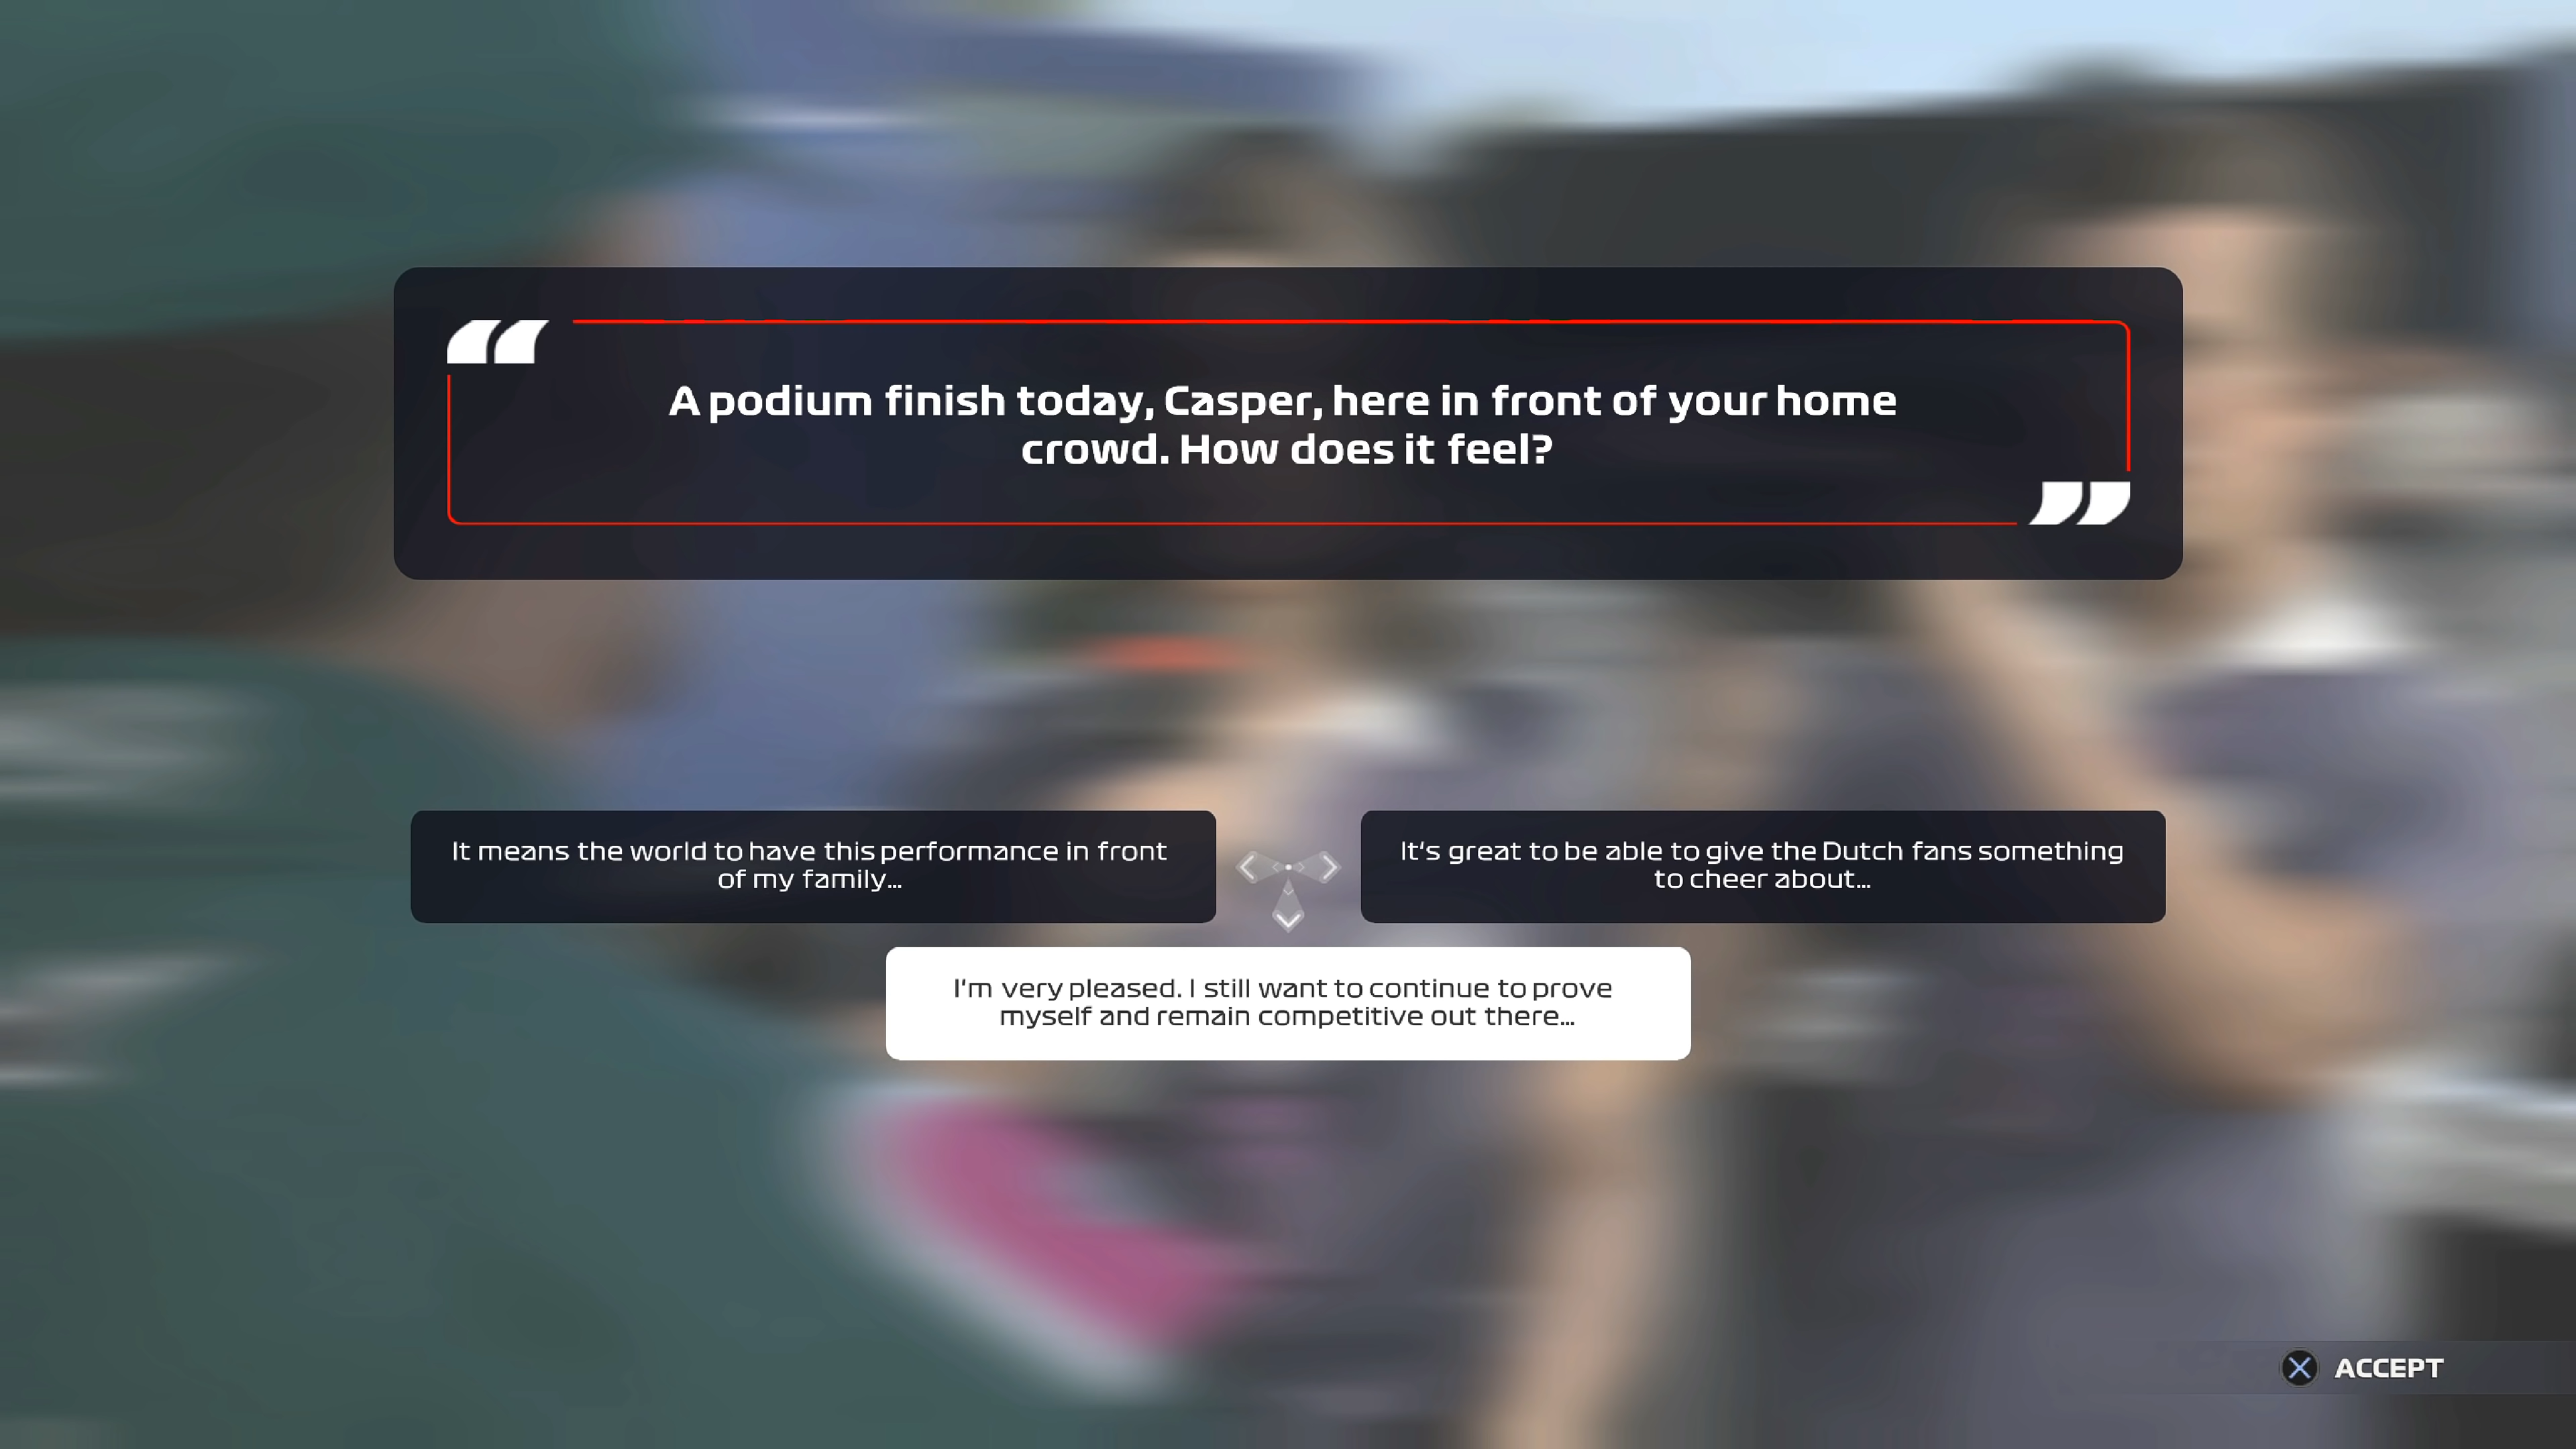 A podium finish today, Casper, here in front of your home
crowd. How does it feel?
It means the world to have this performance in front
of my family...
It's great to be able to give the Dutch fans something
to cheer about...
I'm very pleased. I still want to continue to prove
myself and remain competitive out there...
ACCEPT